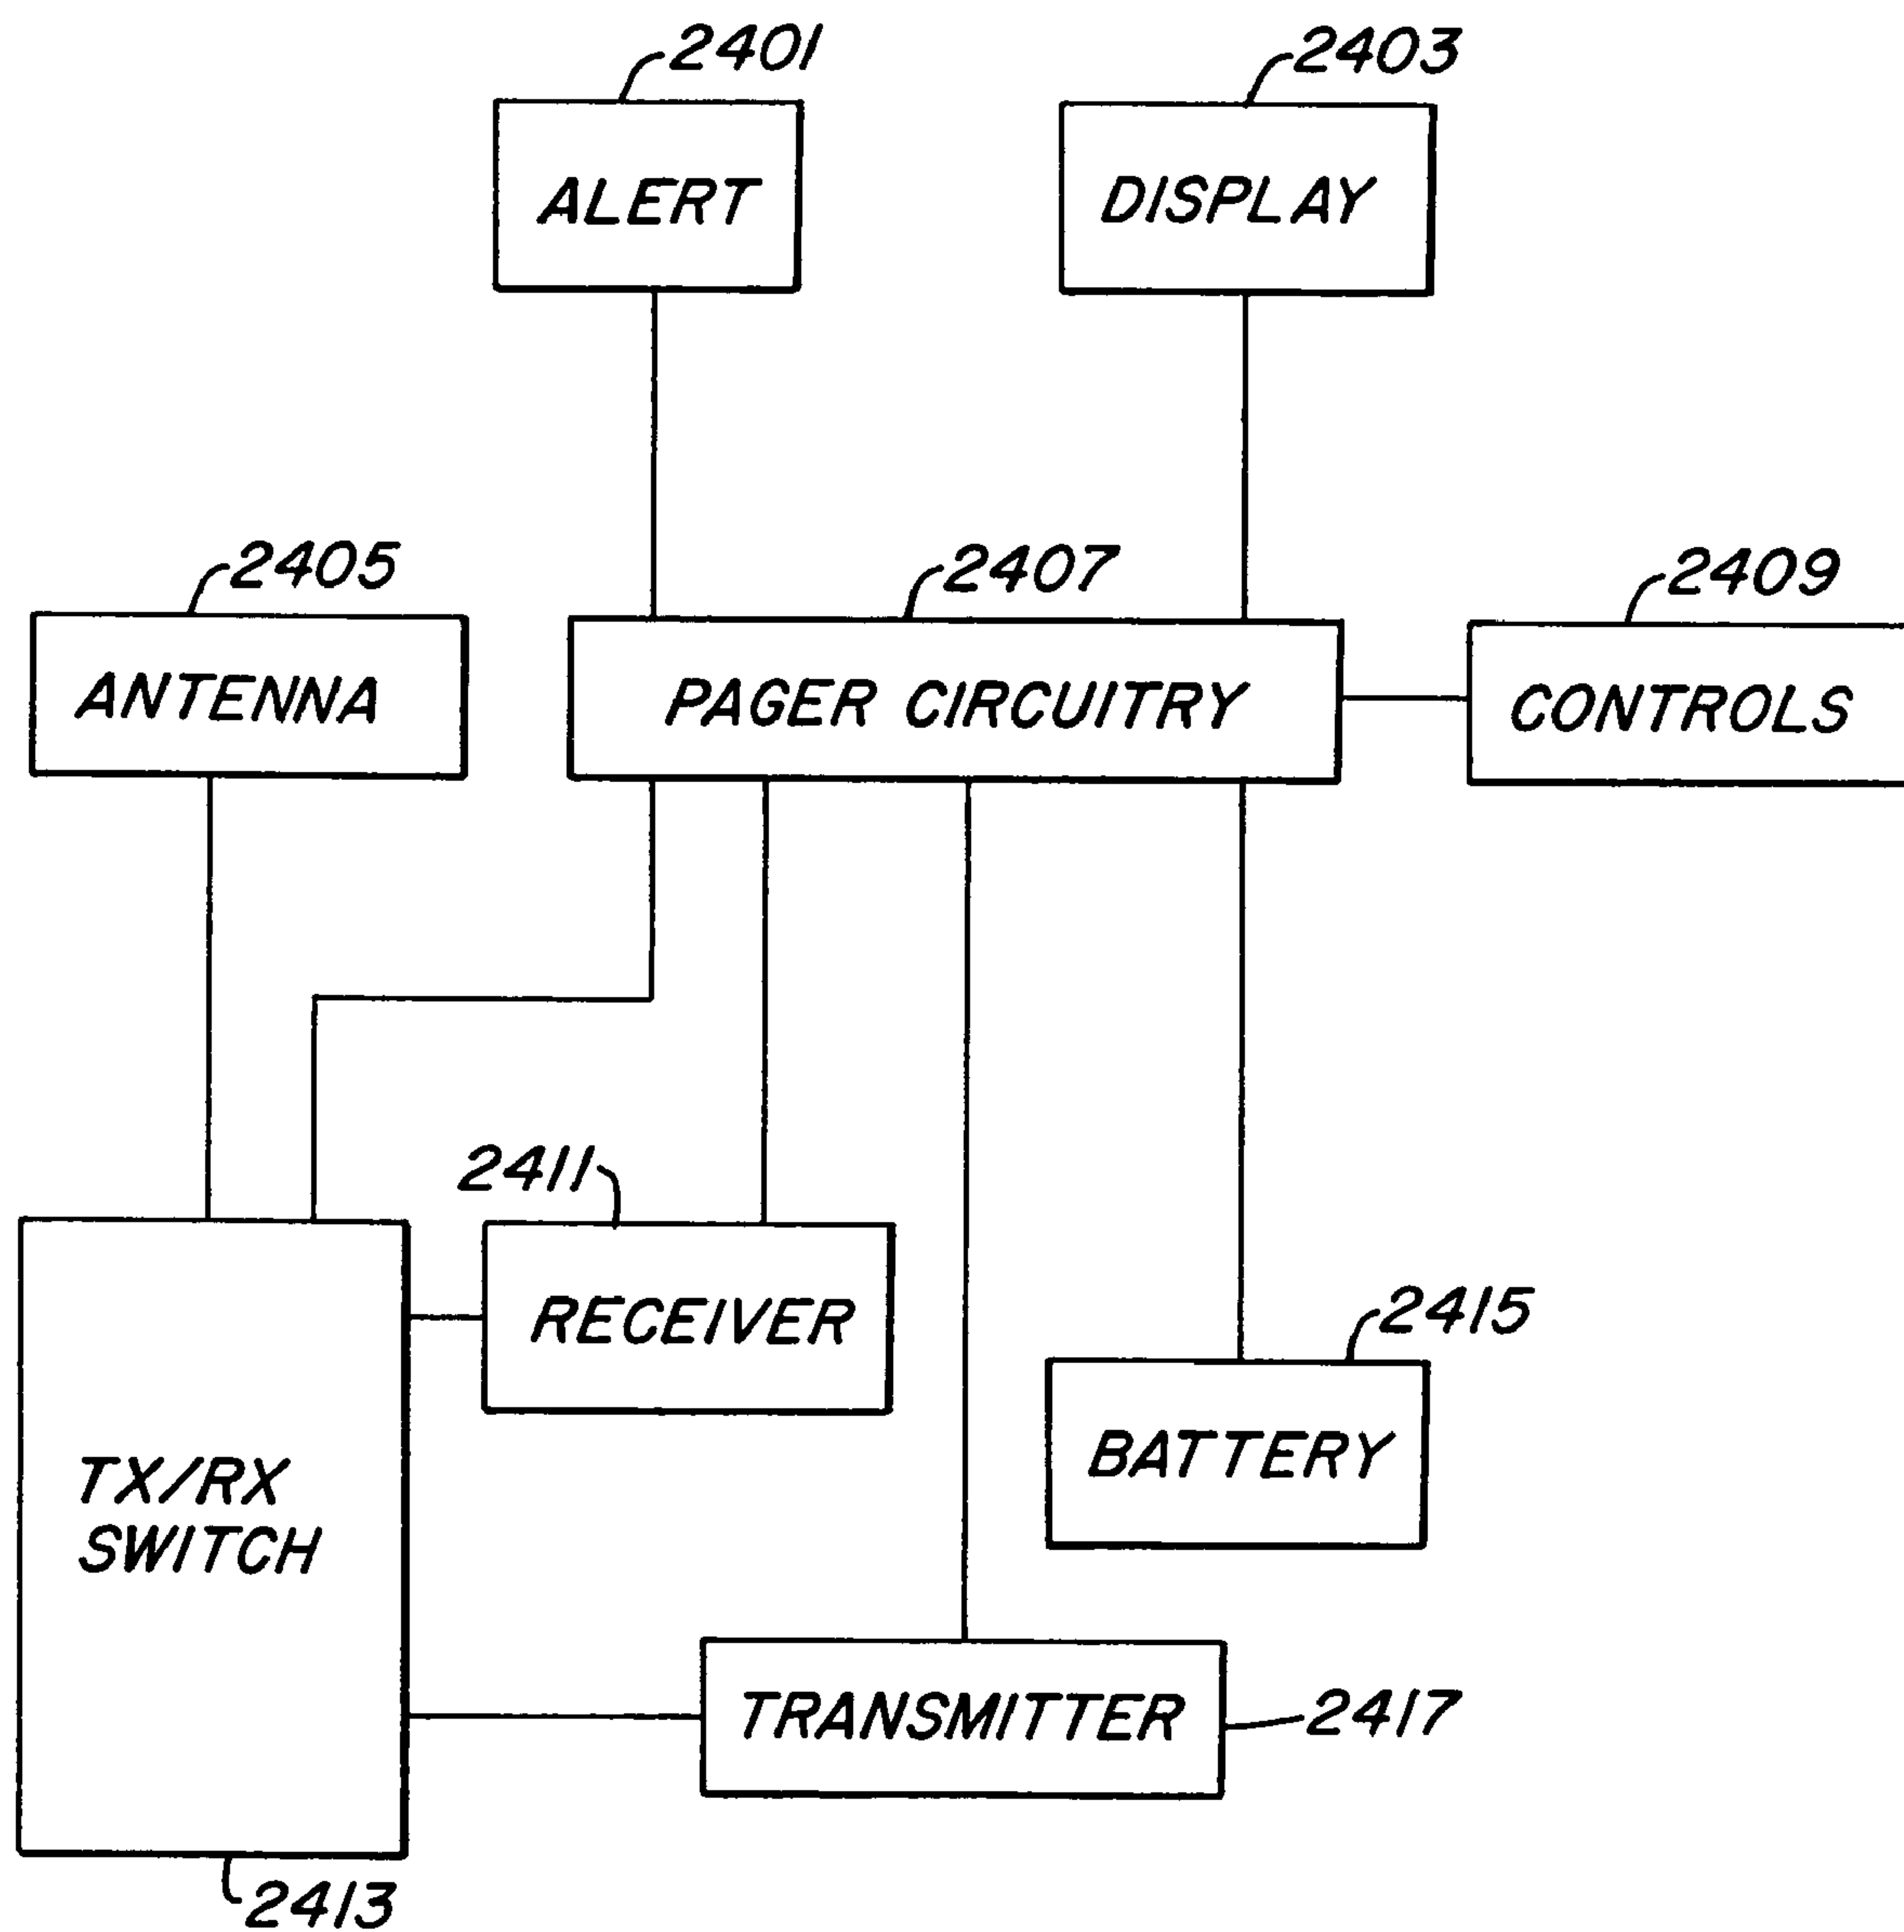 2401
2403
ALERT
DISPLAY
2405
2407
2409
ANTENNA
PAGER CIRCUITRY
CONTROLS
2411
RECEIVER
2415
BATTERY
TX/RX
SWITCH
TRANSMITTER
2417
2413